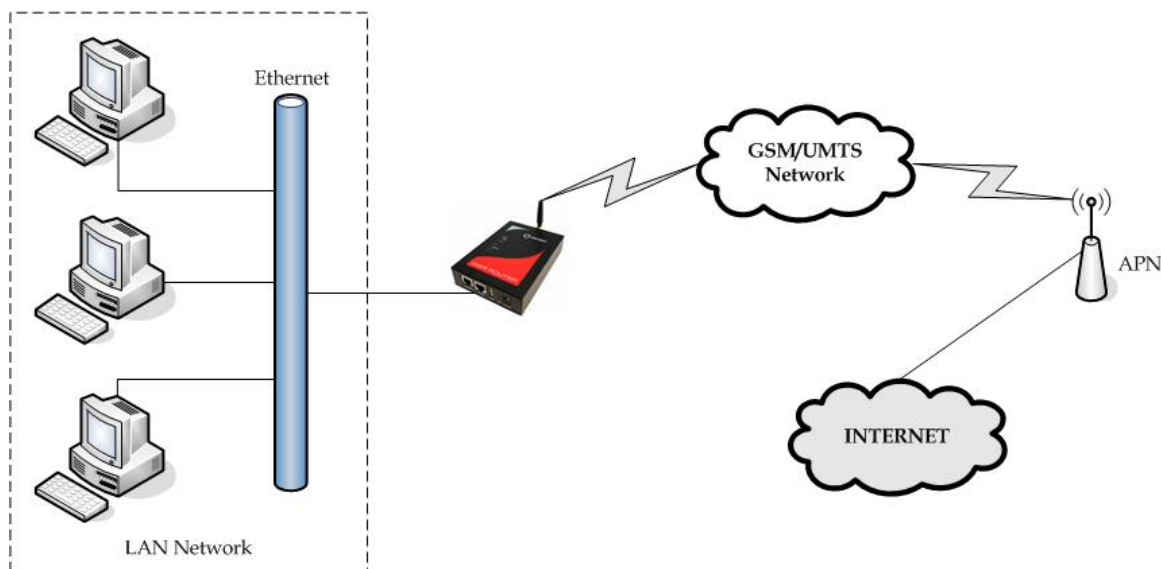 Ethernet
GSM/UMTS
Network
APN
INTERNET
LAN Network